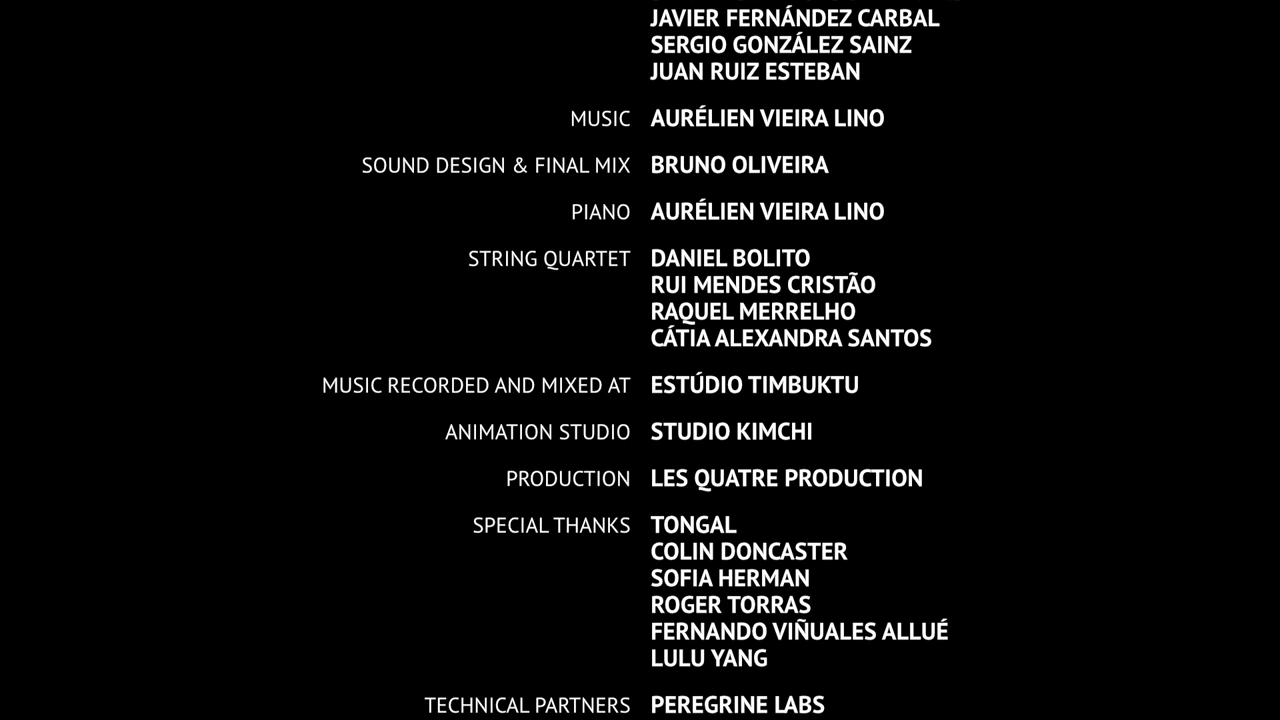 JAVIER FERNÁNDEZ CARBAL
SERGIO GONZÁLEZ SAINZ
JUAN RUIZ ESTEBAN
MUSIC AURÉLIEN VIEIRA LINO
SOUND DESIGN & FINAL MIX BRUNO OLIVEIRA
PIANO AURÉLIEN VIEIRA LINO
STRING QUARTET DANIEL BOLITO
RUI MENDES CRISTÃO
RAQUEL MERRELHO
CÁTIA ALEXANDRA SANTOS
MUSIC RECORDED AND MIXED AT ESTÚDIO TIMBUKTU
ANIMATION STUDIO STUDIO KIMCHI
PRODUCTION LES QUATRE PRODUCTION
SPECIAL THANKS TONGAL
COLIN DONCASTER
SOFIA HERMAN
ROGER TORRAS
FERNANDO VIÑUALES ALLUÉ
LULU YANG
TECHNICAL PARTNERS PEREGRINE LABS